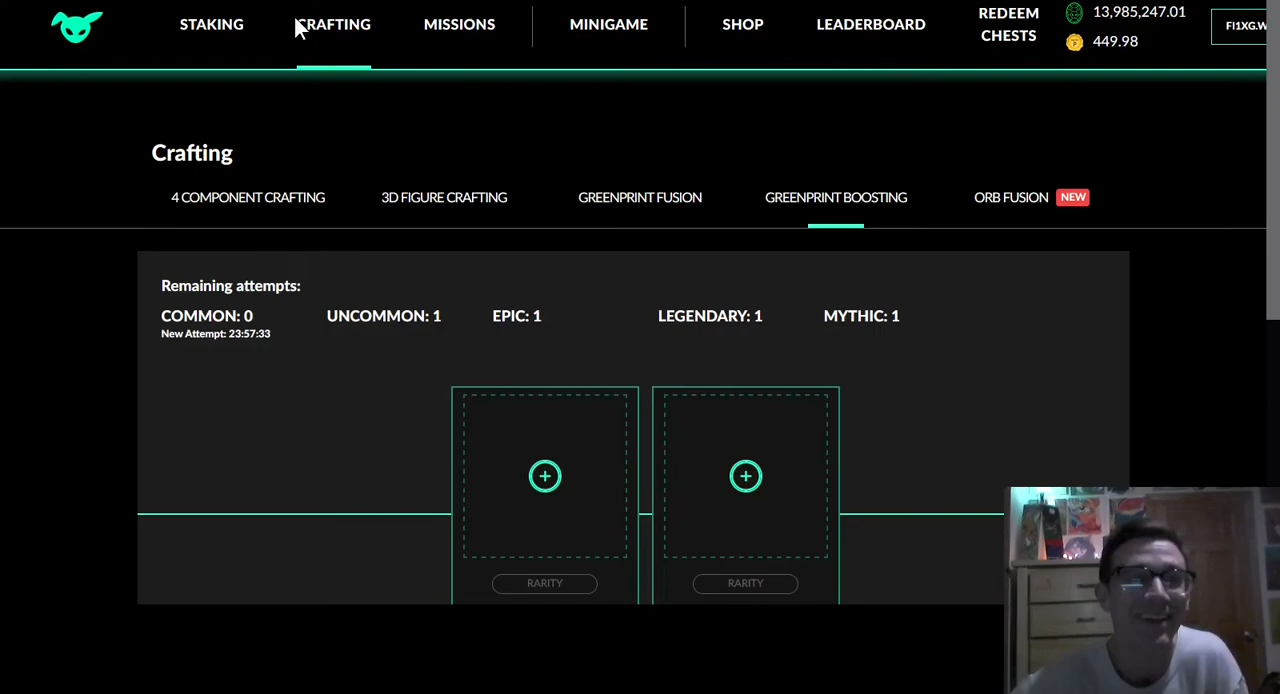 STAKING CRAFTING MISSIONS MINIGAME SHOP LEADERBOARD REDEEM CHESTS 13,985,247.01 449.98 FI1XG.W
Crafting
4 COMPONENT CRAFTING 3D FIGURE CRAFTING GREENPRINT FUSION GREENPRINT BOOSTING ORB FUSION NEW
Remaining attempts:
COMMON: 0 UNCOMMON: 1 EPIC: 1 LEGENDARY: 1 MYTHIC: 1
New Attempt: 23:57:33
RARITY RARITY